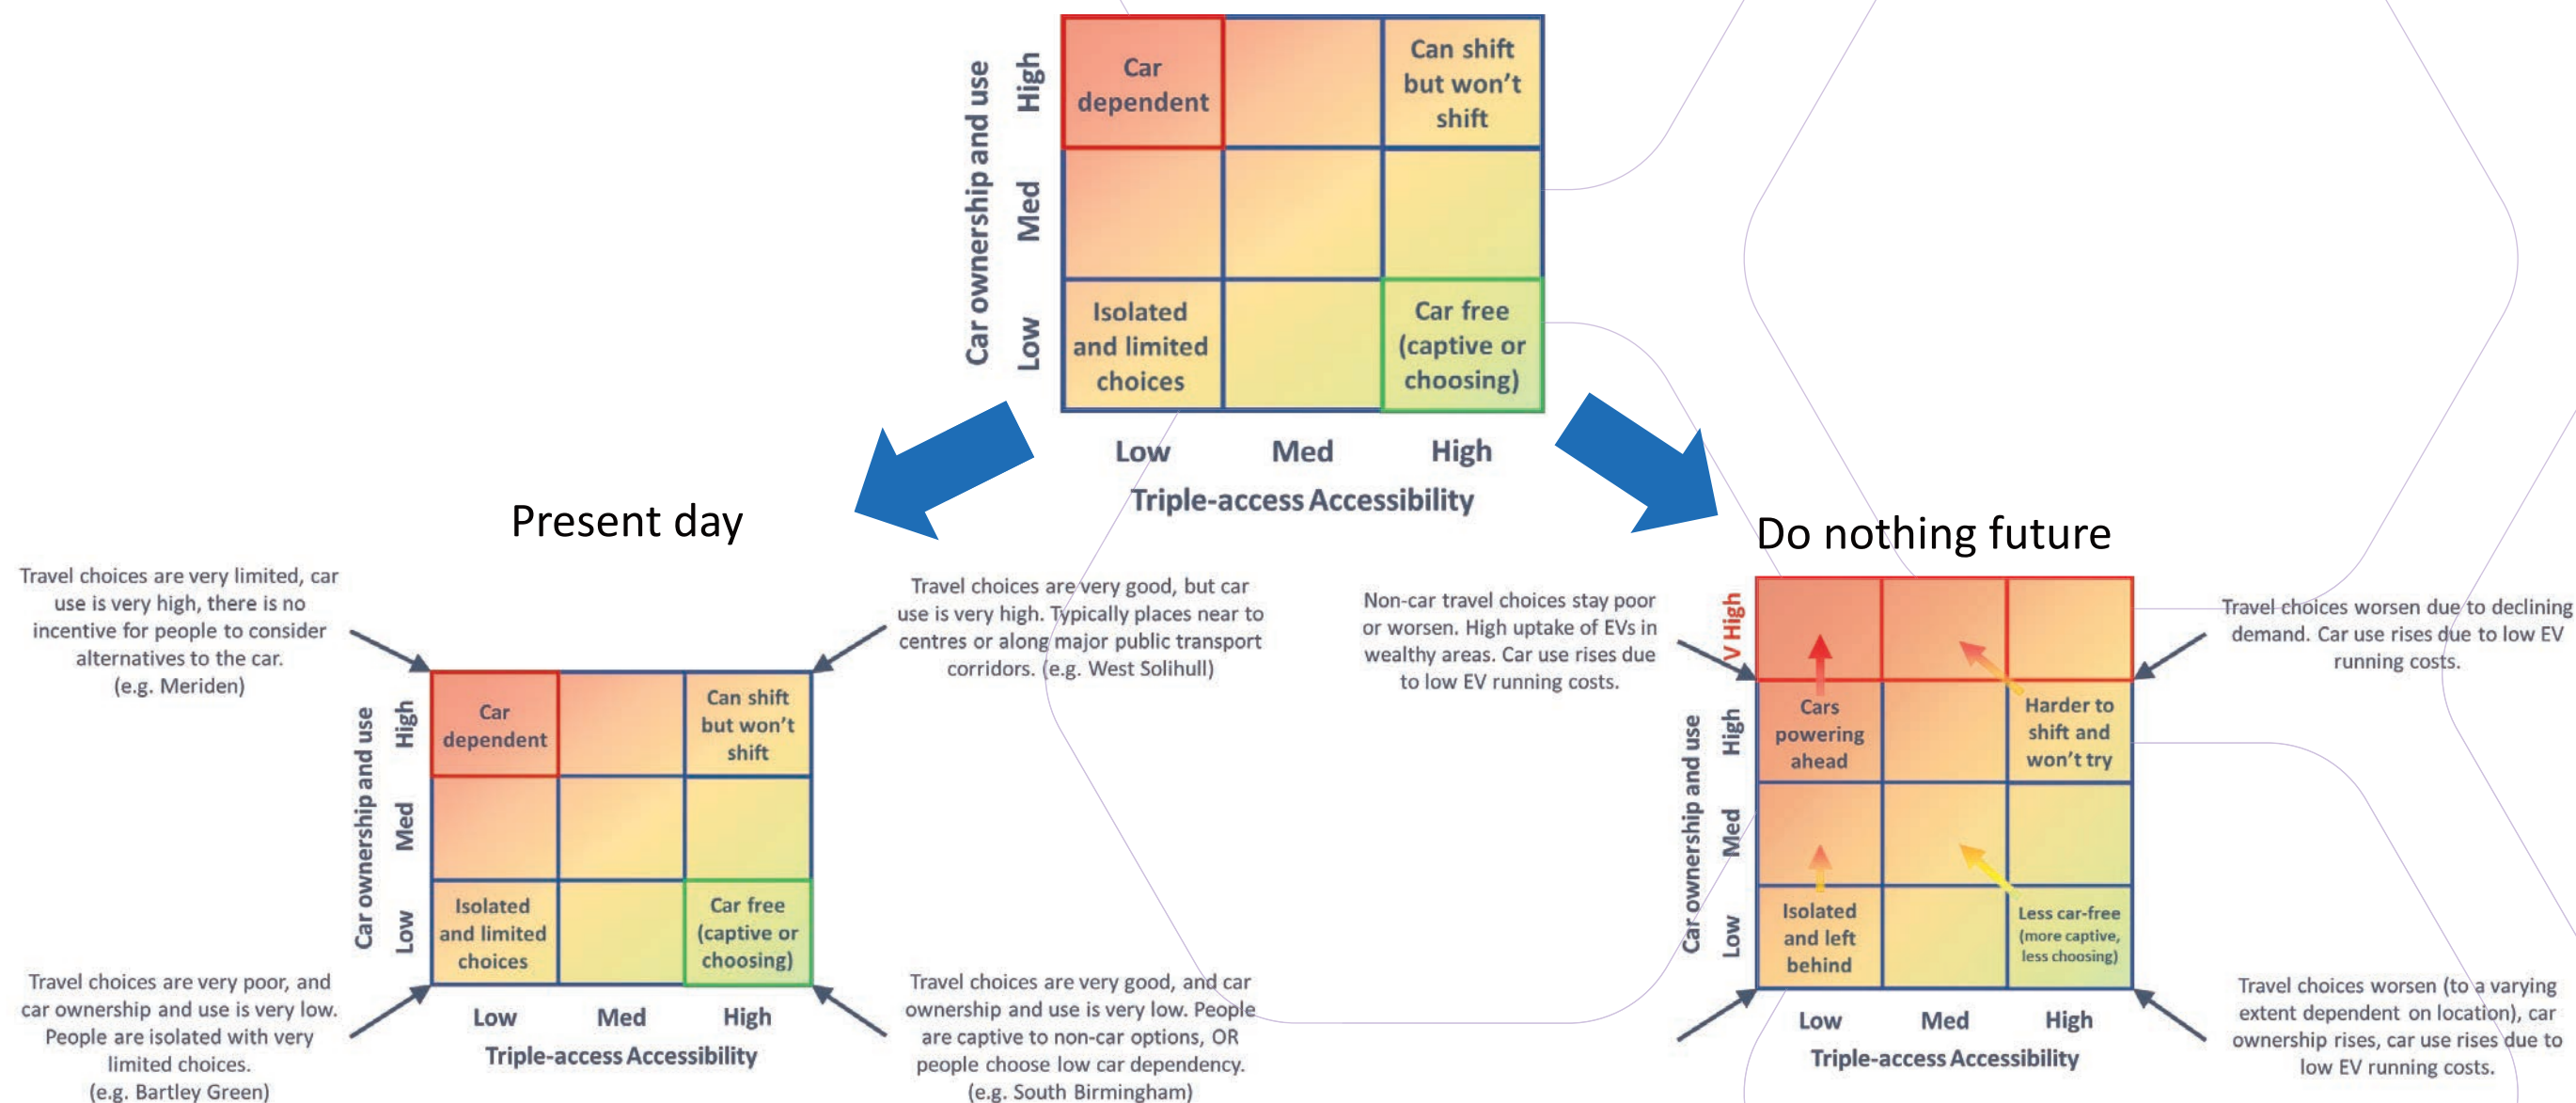 Car ownership and use
High
Med
Low
Car
dependent
Can shift
but won't
shift
Isolated
and limited
choices
Car free
(captive or
choosing)
Low
Med
High
Triple-access Accessibility
Present day
Travel choices are very limited, car
use is very high, there is no
incentive for people to consider
alternatives to the car.
(e.g. Meriden)
Travel choices are very good, but car
use is very high. Typically places near to
centres or along major public transport
corridors. (e.g. West Solihull)
Car ownership and use
High
Med
Low
Car
dependent
Can shift
but won't
shift
Isolated
and limited
choices
Car free
(captive or
choosing)
Travel choices are very poor, and
car ownership and use is very low.
People are isolated with very
limited choices.
(e.g. Bartley Green)
Travel choices are very good, and car
ownership and use is very low. People
are captive to non-car options, OR
people choose low car dependency.
(e.g. South Birmingham)
Low
Med
High
Triple-access Accessibility
Do nothing future
Non-car travel choices stay poor
or worsen. High uptake of EVs in
wealthy areas. Car use rises due
to low EV running costs.
Travel choices worsen due to declining
demand. Car use rises due to low EV
running costs.
Car ownership and use
V High
High
Med
Low
Cars
powering
ahead
Harder to
shift and
won't try
Isolated
and left
behind
Less car-free
(more captive,
less choosing)
Travel choices worsen (to a varying
extent dependent on location), car
ownership rises, car use rises due to
low EV running costs.
Low
Med
High
Triple-access Accessibility